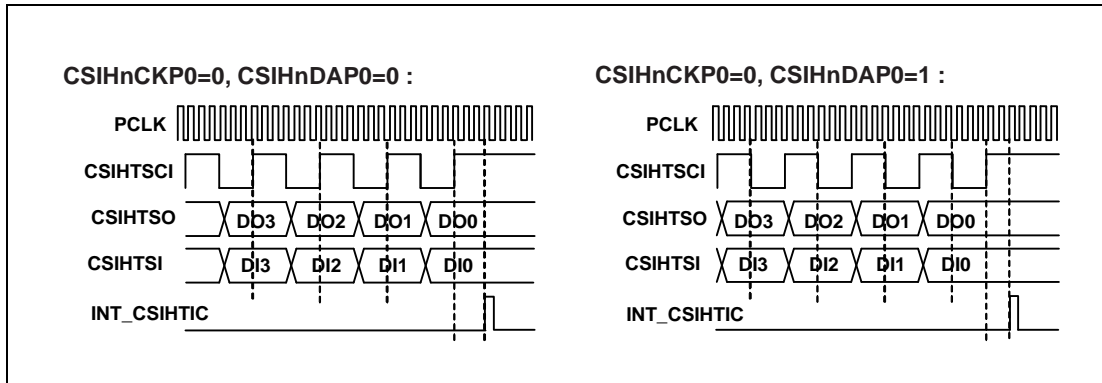 CSIHnCKP0=0, CSIHnDAP0=0 :
PCLK
CSIHTSCI
CSIHTSO DO3 DO2 DO1 DO0
CSIHTSI DI3 DI2 DI1 DI0
INT_CSIHTIC
CSIHnCKP0=0, CSIHnDAP0=1 :
PCLK
CSIHTSCI
CSIHTSO DO3 DO2 DO1 DO0
CSIHTSI DI3 DI2 DI1 DI0
INT_CSIHTIC